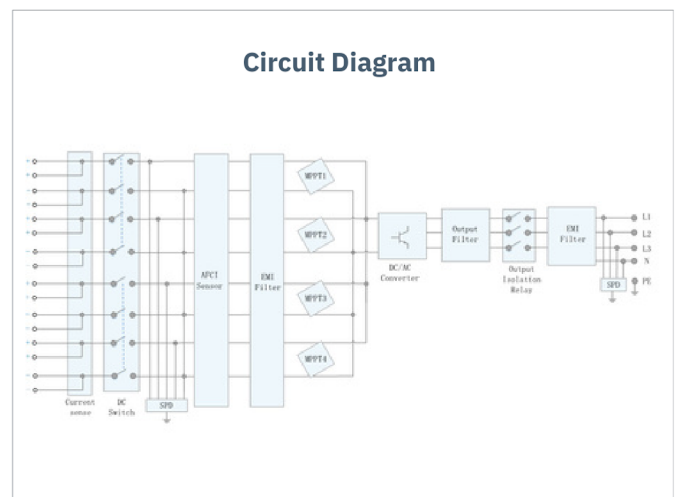 Circuit Diagram
MPPT1
MPPT2
MPPT3
MPPT4
AFCI
Sensor
EMI
Filter
DC/AC
Converter
Output
Filter
Output
Isolation
Relay
EMI
Filter
L1
L2
L3
N
PE
SPD
Current
sense
DC
Switch
SPD